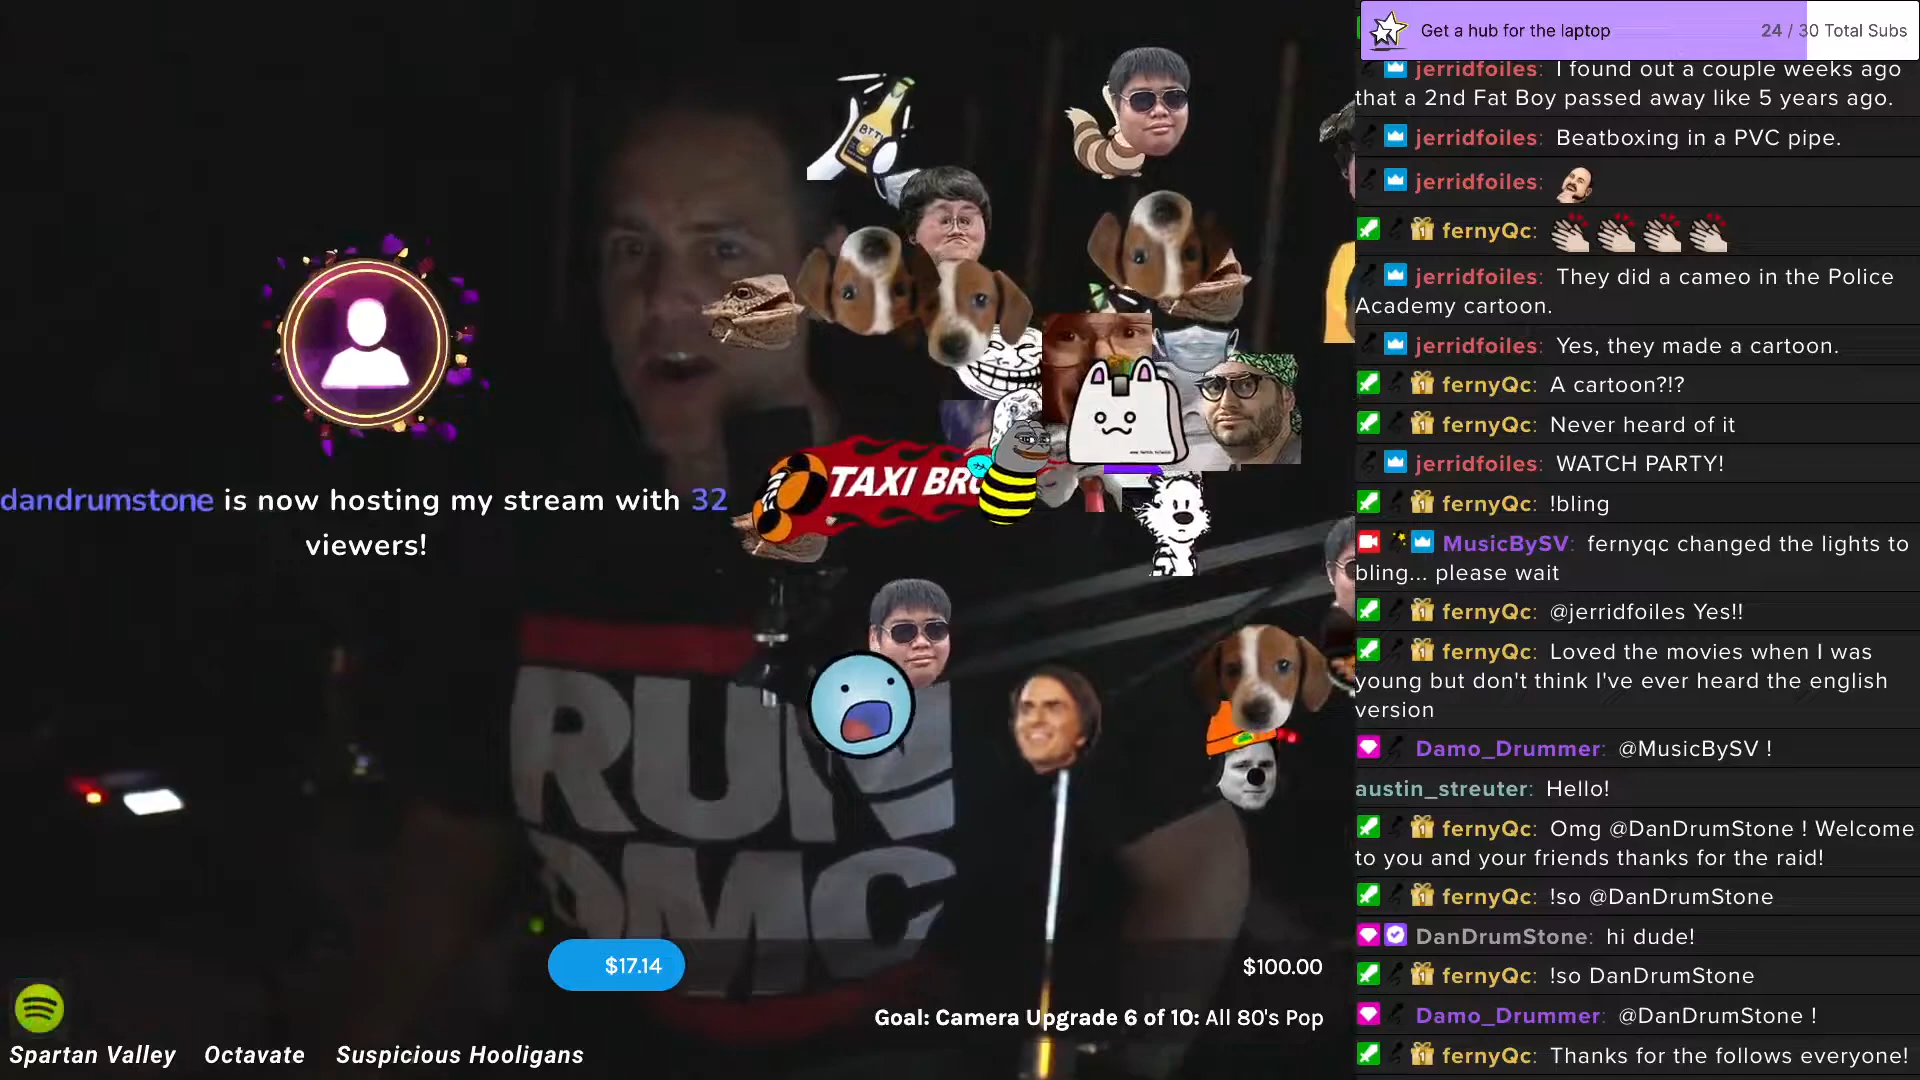 Get a hub for the laptop 24 / 30 Total Subs
jerridfoiles: I found out a couple weeks ago
that a 2nd Fat Boy passed away like 5 years ago.
jerridfoiles: Beatboxing in a PVC pipe.
jerridfoiles:
fernyQc:
jerridfoiles: They did a cameo in the Police
Academy cartoon.
jerridfoiles: Yes, they made a cartoon.
fernyQc: A cartoon?!?
fernyQc: Never heard of it
jerridfoiles: WATCH PARTY!
fernyQc: !bling
MusicBySV: fernyqc changed the lights to
bling... please wait
fernyQc: @jerridfoiles Yes!!
fernyQc: Loved the movies when I was
young but don't think I've ever heard the english
version
Damo_Drummer: @MusicBySV !
austin_streuter: Hello!
fernyQc: Omg @DanDrumStone ! Welcome
to you and your friends thanks for the raid!
fernyQc: !so @DanDrumStone
DanDrumStone: hi dude!
fernyQc: !so DanDrumStone
Damo_Drummer: @DanDrumStone !
fernyQc: Thanks for the follows everyone!
dandrumstone is now hosting my stream with 32
viewers!
TAXI BRO
RUN
DMC
$17.14 $100.00
Goal: Camera Upgrade 6 of 10: All 80's Pop
Spartan Valley Octavate Suspicious Hooligans